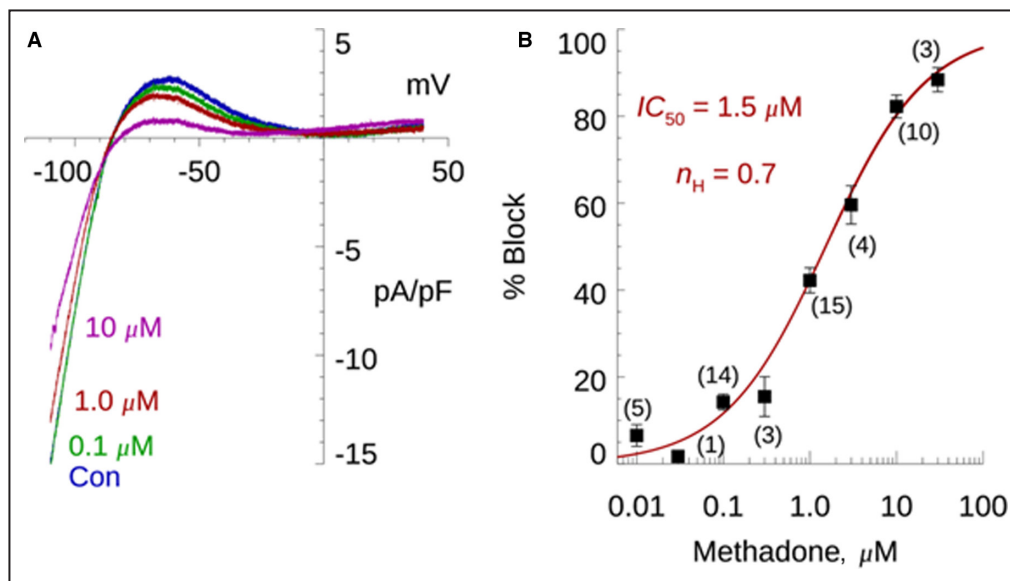 A
5
mV
-100
-50
50
-5
pA/pF
-10
-15
10 μM
1.0 μM
0.1 μM
Con
B
100
80
60
40
20
0
% Block
IC50 = 1.5 μM
nH = 0.7
(5)
(1)
(14)
(3)
(15)
(4)
(10)
(3)
0.01
0.1
1.0
10
100
Methadone, μM